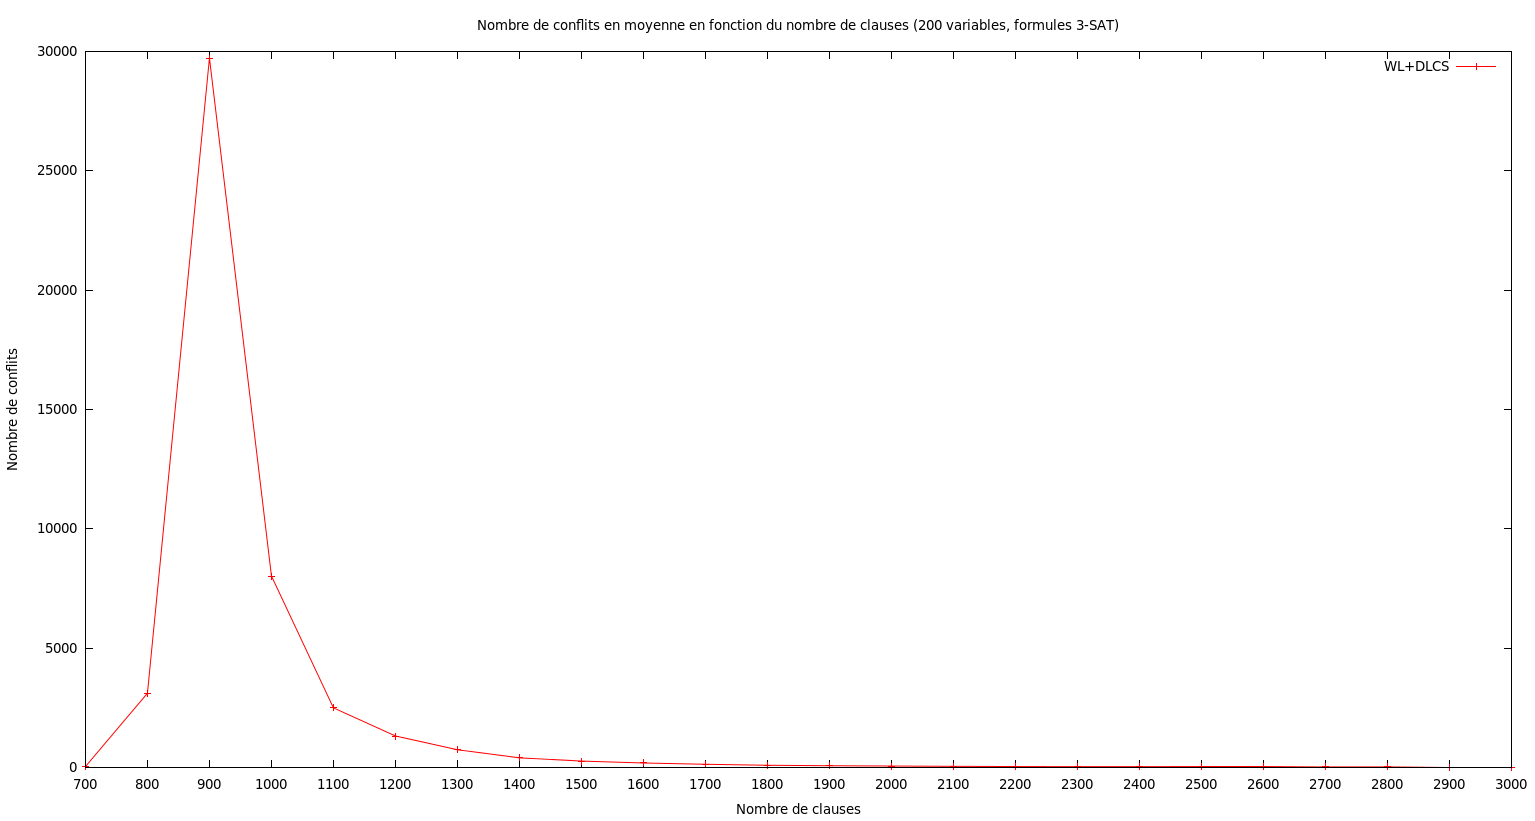 Nombre de conflits en moyenne en fonction du nombre de clauses (200 variables, formules 3-SAT)
30000
WL+DLCS
25000
20000
15000
Nombre de conflits
10000
5000
0
700 800 900 1000 1100 1200 1300 1400 1500 1600 1700 1800 1900 2000 2100 2200 2300 2400 2500 2600 2700 2800 2900 3000
Nombre de clauses